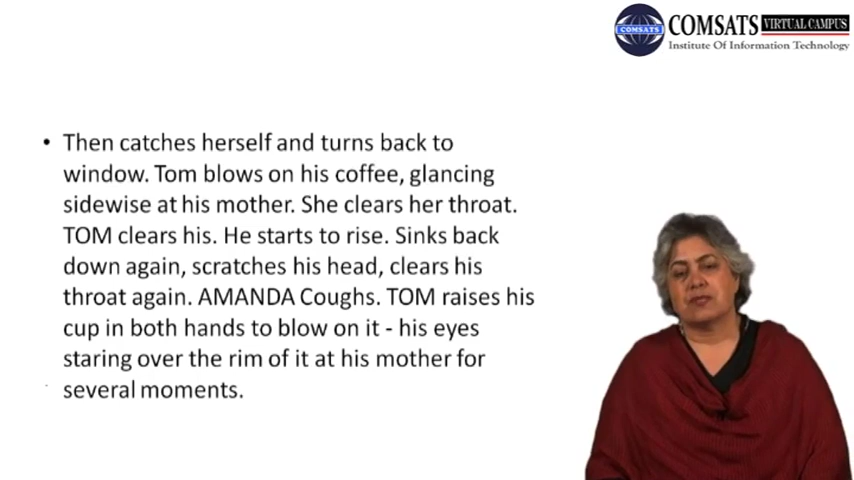 COMSATS VIRTUAL CAMPUS
COMSATS
Institute Of Information Technology
• Then catches herself and turns back to
window. Tom blows on his coffee, glancing
sidewise at his mother. She clears her throat.
TOM clears his. He starts to rise. Sinks back
down again, scratches his head, clears his
throat again. AMANDA Coughs. TOM raises his
cup in both hands to blow on it - his eyes
staring over the rim of it at his mother for
several moments.